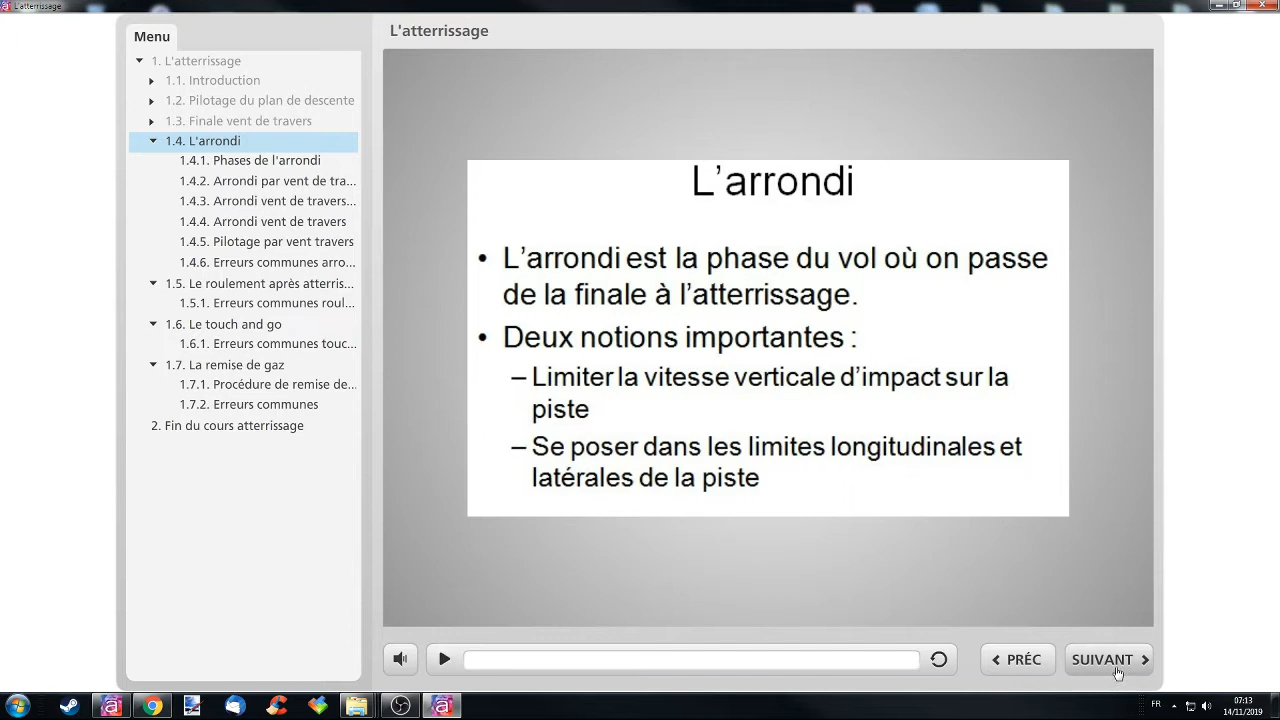 L'atterrissage
Menu
1. L'atterrissage
1.1. Introduction
1.2. Pilotage du plan de descente
1.3. Finale vent de travers
1.4. L'arrondi
1.4.1. Phases de l'arrondi
1.4.2. Arrondi par vent de tra...
1.4.3. Arrondi vent de travers...
1.4.4. Arrondi vent de travers
1.4.5. Pilotage par vent travers
1.4.6. Erreurs communes arro...
1.5. Le roulement après atterris...
1.5.1. Erreurs communes roul...
1.6. Le touch and go
1.6.1. Erreurs communes touc...
1.7. La remise de gaz
1.7.1. Procédure de remise de...
1.7.2. Erreurs communes
2. Fin du cours atterrissage
L'atterrissage
L’arrondi
• L’arrondi est la phase du vol où on passe
de la finale à l’atterrissage.
• Deux notions importantes :
– Limiter la vitesse verticale d’impact sur la
piste
– Se poser dans les limites longitudinales et
latérales de la piste
PRÉC
SUIVANT
FR
07:13
14/11/2019